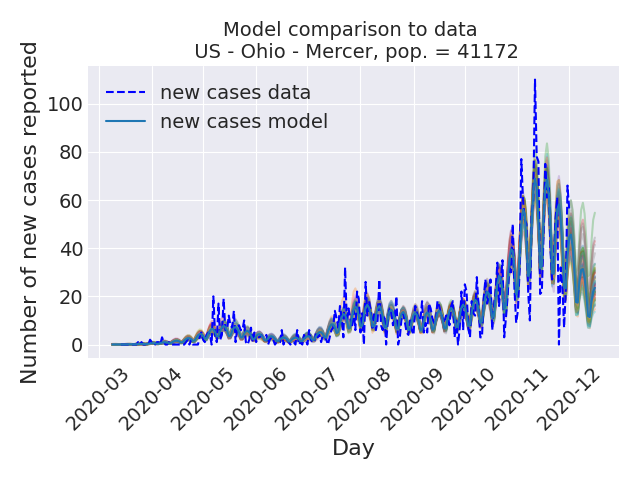 Model comparison to data
US - Ohio - Mercer, pop. = 41172
Number of new cases reported
100
80
60
40
20
0
new cases data
new cases model
2020-03
2020-04
2020-05
2020-06
2020-07
2020-08
2020-09
2020-10
2020-11
2020-12
Day